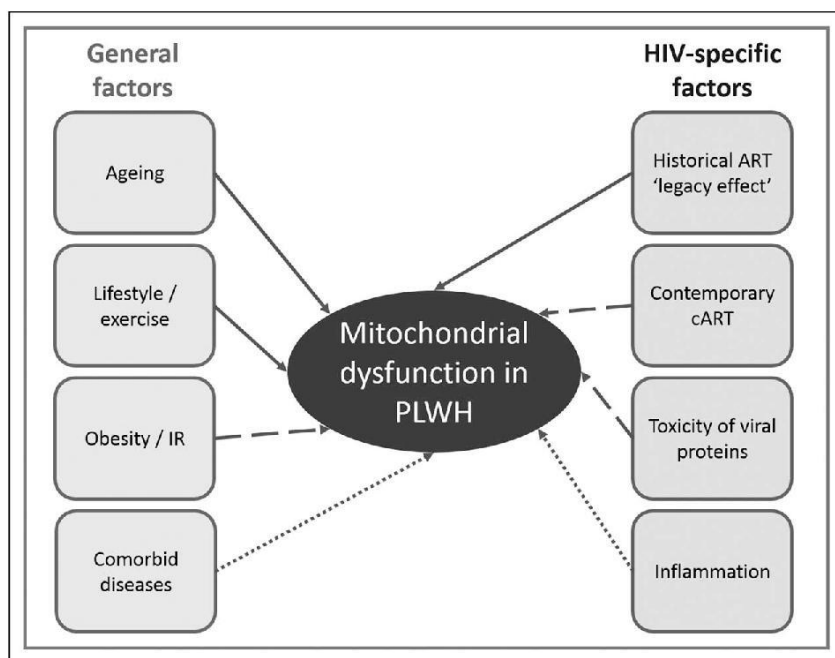 General
factors
Ageing
Lifestyle /
exercise
Obesity / IR
Comorbid
diseases
Mitochondrial
dysfunction in
PLWH
HIV-specific
factors
Historical ART
‘legacy effect’
Contemporary
cART
Toxicity of viral
proteins
Inflammation